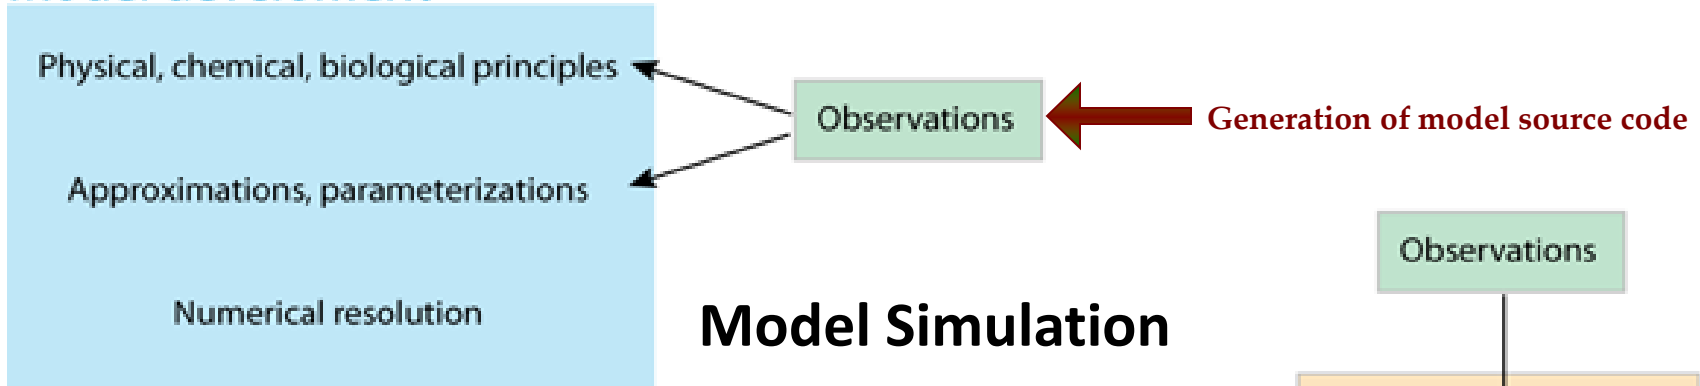 Physical, chemical, biological principles
Observations
Generation of model source code
Approximations, parameterizations
Observations
Numerical resolution
Model Simulation